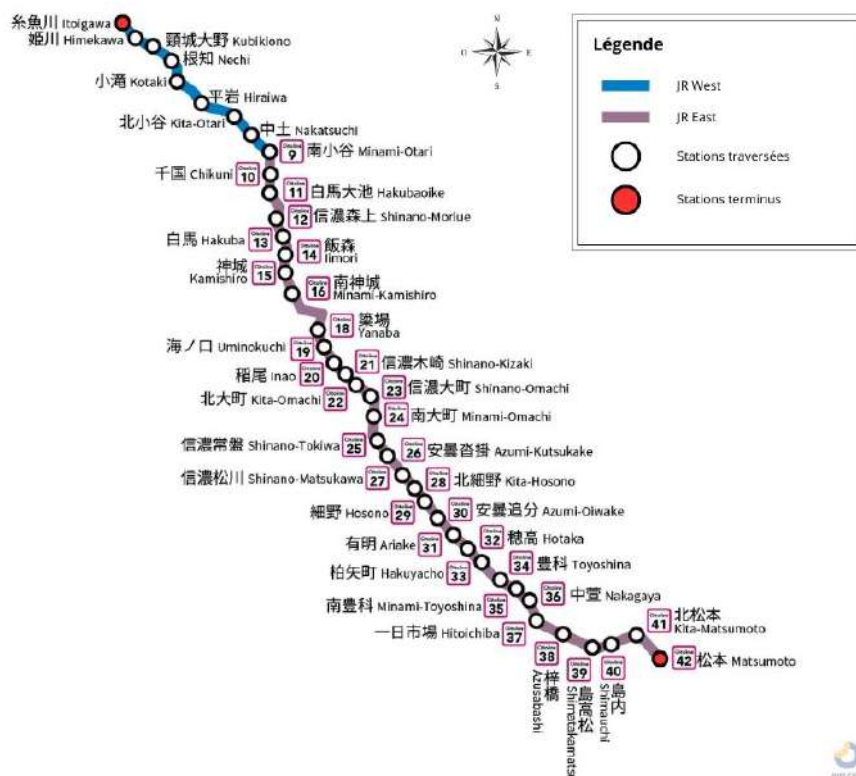 糸魚川 Itoigawa
姫川 Himekawa
頸城大野 Kubikiono
根知 Nechi
小滝 Kotaki
平岩 Hiraiwa
北小谷 Kita-Otari
中土 Nakatsuchi
9 南小谷 Minami-Otari
千国 Chikuni 10
11 白馬大池 Hakubaoike
12 信濃森上 Shinano-Moriue
白馬 Hakuba 13
14 飯森
Iimori
神城
Kamishiro 15
16 南神城
Minami-Kamishiro
18 簗場
Yanaba
海ノ口 Uminokuchi 19
稲尾 Inao 20
21 信濃木崎 Shinano-Kizaki
北大町 Kita-Omachi 22
23 信濃大町 Shinano-Omachi
24 南大町 Minami-Omachi
信濃常盤 Shinano-Tokiwa 25
26 安曇沓掛 Azumi-Kutsukake
信濃松川 Shinano-Matsukawa 27
28 北細野 Kita-Hosono
細野 Hosono 29
30 安曇追分 Azumi-Oiwake
有明 Ariake 31
32 穂高 Hotaka
柏矢町 Hakuyacho 33
34 豊科 Toyoshina
南豊科 Minami-Toyoshina 35
36 中萱 Nakagaya
一日市場 Hitoichiba 37
38 梓橋
Azusabashi
39 島高松
Shimatakamatsu
40 島内
Shimauchi
41 北松本
Kita-Matsumoto
42 松本 Matsumoto
N
O E
S
Légende
JR West
JR East
Stations traversées
Stations terminus